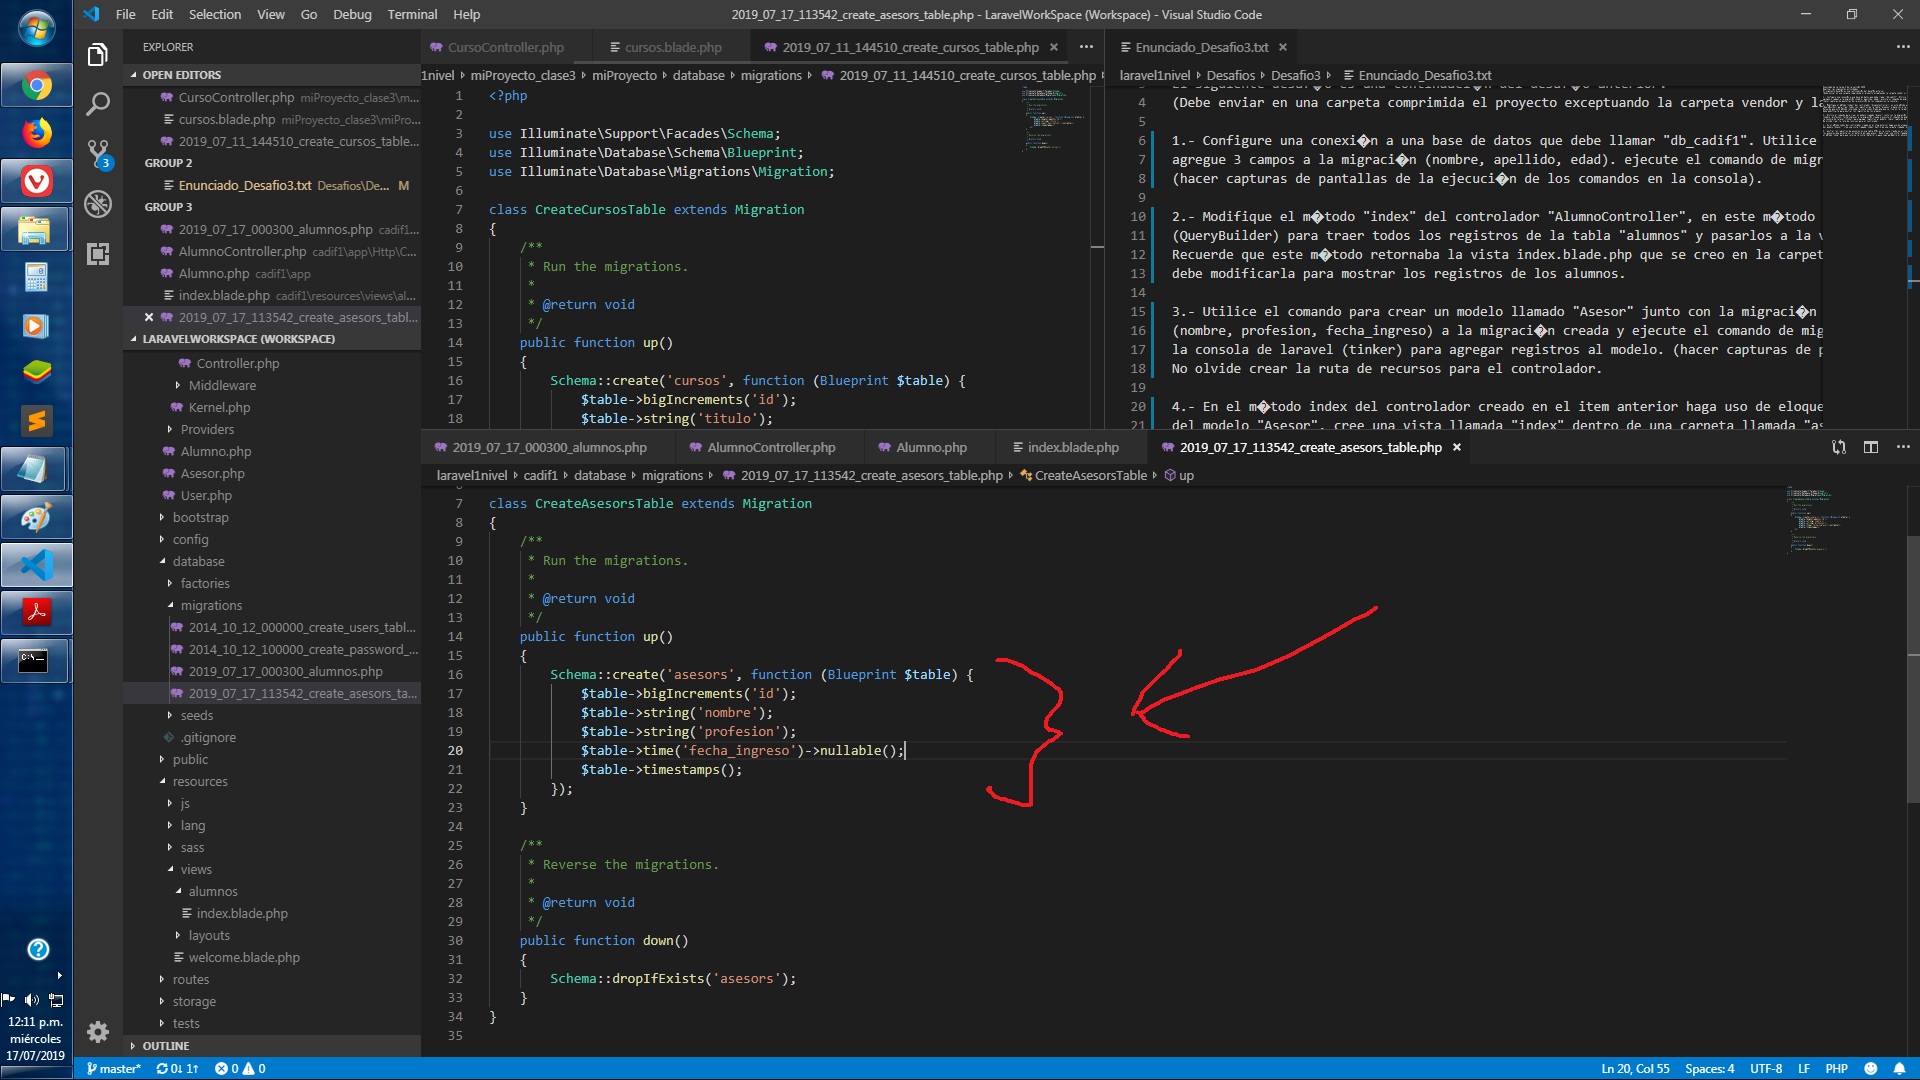 File Edit Selection View Go Debug Terminal Help
2019_07_17_113542_create_asesors_table.php - LaravelWorkSpace (Workspace) - Visual Studio Code
EXPLORER
OPEN EDITORS
CursoController.php miProyecto_clase3\m...
cursos.blade.php miProyecto_clase3\miPro...
2019_07_11_144510_create_cursos_table...
GROUP 2
Enunciado_Desafio3.txt Desafios\De... M
GROUP 3
2019_07_17_000300_alumnos.php cadif1...
AlumnoController.php cadif1\app\Http\C...
Alumno.php cadif1\app
index.blade.php cadif1\resources\views\al...
2019_07_17_113542_create_asesors_tabl...
LARAVELWORKSPACE (WORKSPACE)
Controller.php
Middleware
Kernel.php
Providers
Alumno.php
Asesor.php
User.php
bootstrap
config
database
factories
migrations
2014_10_12_000000_create_users_tabl...
2014_10_12_100000_create_password_...
2019_07_17_000300_alumnos.php
2019_07_17_113542_create_asesors_ta...
seeds
.gitignore
public
resources
js
lang
sass
views
alumnos
index.blade.php
layouts
welcome.blade.php
routes
storage
tests
OUTLINE
3
CursoController.php cursos.blade.php 2019_07_11_144510_create_cursos_table.php
1nivel miProyecto_clase3 miProyecto database migrations 2019_07_11_144510_create_cursos_table.php
1 <?php
2
3 use Illuminate\Support\Facades\Schema;
4 use Illuminate\Database\Schema\Blueprint;
5 use Illuminate\Database\Migrations\Migration;
6
7 class CreateCursosTable extends Migration
8 {
9 /**
10 * Run the migrations.
11 *
12 * @return void
13 */
14 public function up()
15 {
16 Schema::create('cursos', function (Blueprint $table) {
17 $table->bigIncrements('id');
18 $table->string('titulo');
Enunciado_Desafio3.txt
laravel1nivel Desafios Desafio3 Enunciado_Desafio3.txt
3 El siguiente desaf�o es una continuaci�n del desaf�o anterior.
4 (Debe enviar en una carpeta comprimida el proyecto exceptuando la carpeta vendor y la
5
6 1.- Configure una conexi�n a una base de datos que debe llamar "db_cadif1". Utilice
7 agregue 3 campos a la migraci�n (nombre, apellido, edad). ejecute el comando de migr
8 (hacer capturas de pantallas de la ejecuci�n de los comandos en la consola).
9
10 2.- Modifique el m�todo "index" del controlador "AlumnoController", en este m�todo
11 (QueryBuilder) para traer todos los registros de la tabla "alumnos" y pasarlos a la v
12 Recuerde que este m�todo retornaba la vista index.blade.php que se creo en la carpet
13 debe modificarla para mostrar los registros de los alumnos.
14
15 3.- Utilice el comando para crear un modelo llamado "Asesor" junto con la migraci�n
16 (nombre, profesion, fecha_ingreso) a la migraci�n creada y ejecute el comando de mig
17 la consola de laravel (tinker) para agregar registros al modelo. (hacer capturas de p
18 No olvide crear la ruta de recursos para el controlador.
19
20 4.- En el m�todo index del controlador creado en el item anterior haga uso de eloque
21 del modelo "Asesor", cree una vista llamada "index" dentro de una carpeta llamada "as
2019_07_17_000300_alumnos.php AlumnoController.php Alumno.php index.blade.php 2019_07_17_113542_create_asesors_table.php
laravel1nivel cadif1 database migrations 2019_07_17_113542_create_asesors_table.php CreateAsesorsTable up
7 class CreateAsesorsTable extends Migration
8 {
9 /**
10 * Run the migrations.
11 *
12 * @return void
13 */
14 public function up()
15 {
16 Schema::create('asesors', function (Blueprint $table) {
17 $table->bigIncrements('id');
18 $table->string('nombre');
19 $table->string('profesion');
20 $table->time('fecha_ingreso')->nullable();
21 $table->timestamps();
22 });
23 }
24
25 /**
26 * Reverse the migrations.
27 *
28 * @return void
29 */
30 public function down()
31 {
32 Schema::dropIfExists('asesors');
33 }
34 }
35
12:11 p.m.
miércoles
17/07/2019
master* 0↓ 1↑ 0 0
Ln 20, Col 55 Spaces: 4 UTF-8 LF PHP